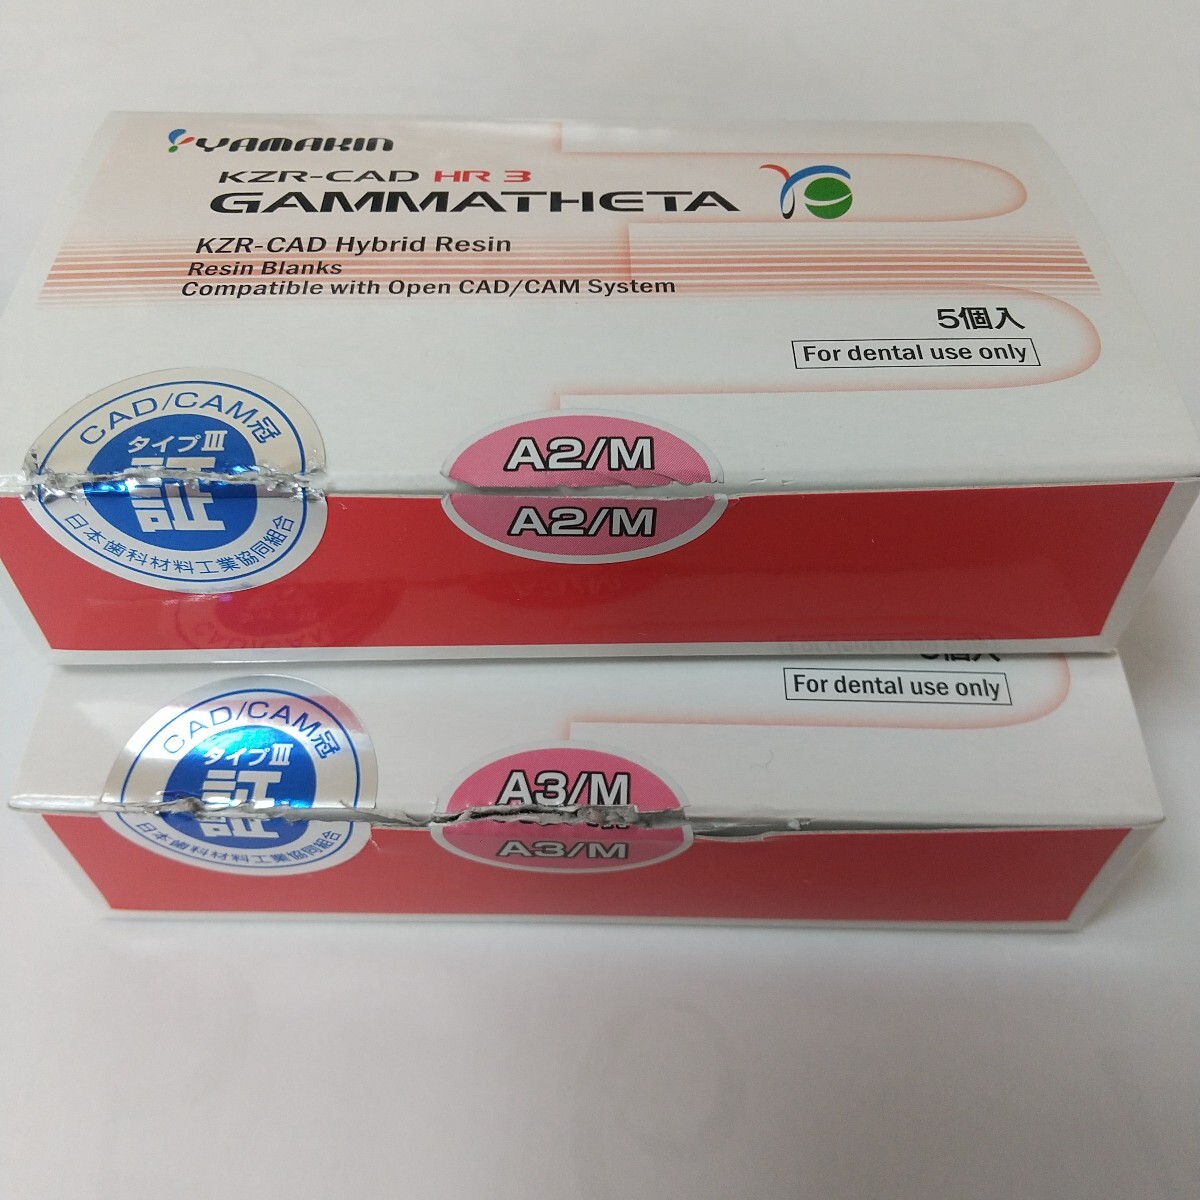 YAMAKIN
KZR-CAD HR 3
GAMMATHETA
KZR-CAD Hybrid Resin
Resin Blanks
Compatible with Open CAD/CAM System
5個入
For dental use only
CAD/CAM冠
タイプⅢ
証
日本歯科材料工業協同組合
A2/M
A2/M
For dental use only
CAD/CAM冠
タイプⅢ
証
日本歯科材料工業協同組合
A3/M
A3/M